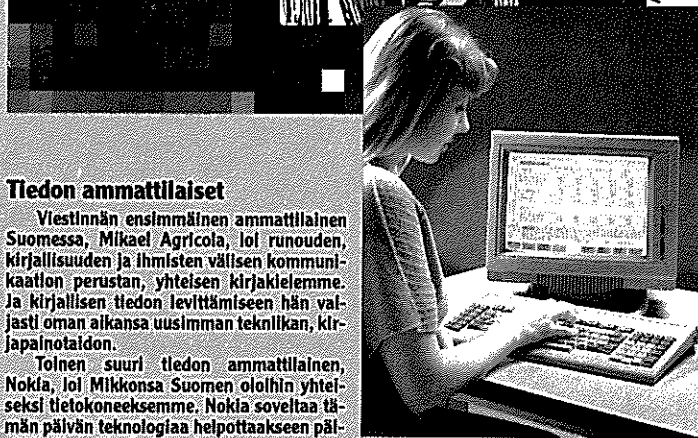 Tiedon ammattilaiset
Viestinnän ensimmäinen ammattilainen
Suomessa, Mikael Agricola, loi runouden,
kirjallisuuden ja ihmisten välisen kommuni-
kaation perustan, yhteisen kirjakielemme.
Ja kirjallisen tiedon levittämiseen hän val-
jasti oman aikansa uusimman tekniikan, kir-
japainotaidon.
Toinen suuri tiedon ammattilainen,
Nokia, loi Mikkonsa Suomen oloihin yhtei-
seksi tietokoneeksemme. Nokia soveltaa tä-
män päivän teknologiaa helpottaakseen päi-